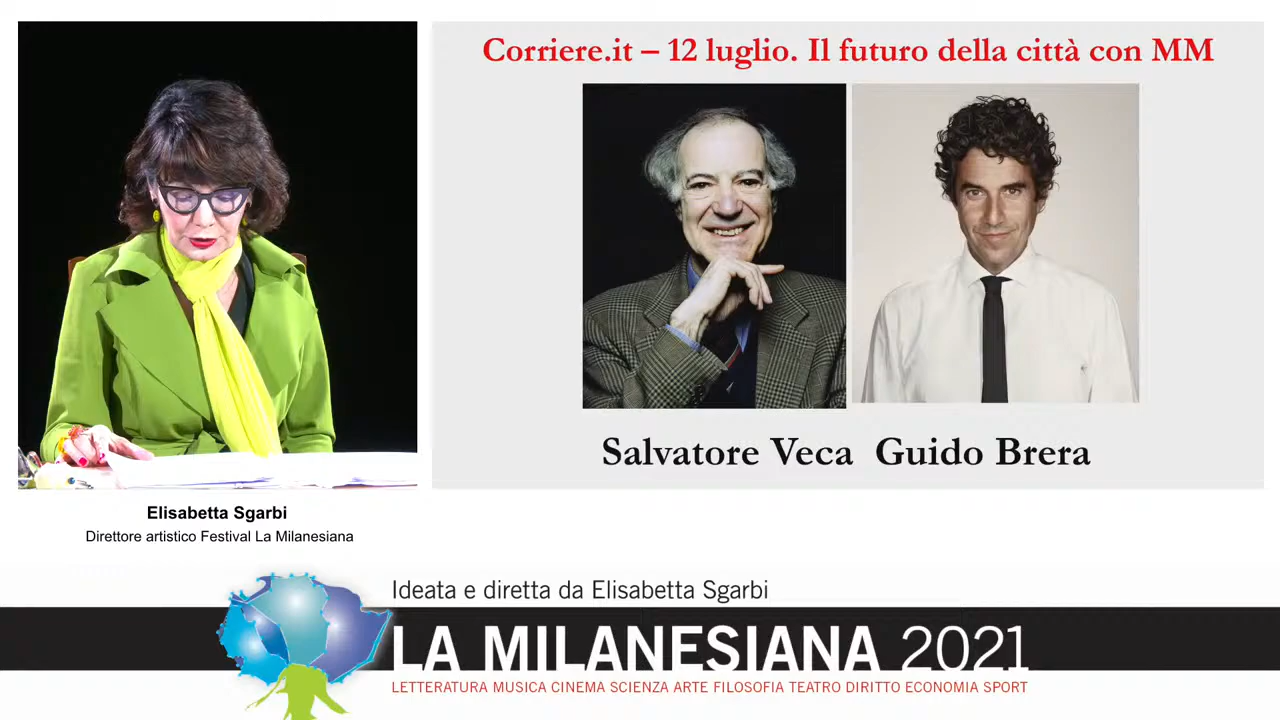 Corriere.it – 12 luglio. Il futuro della città con MM
Salvatore Veca Guido Brera
Elisabetta Sgarbi
Direttore artistico Festival La Milanesiana
Ideata e diretta da Elisabetta Sgarbi
LA MILANESIANA 2021
LETTERATURA MUSICA CINEMA SCIENZA ARTE FILOSOFIA TEATRO DIRITTO ECONOMIA SPORT